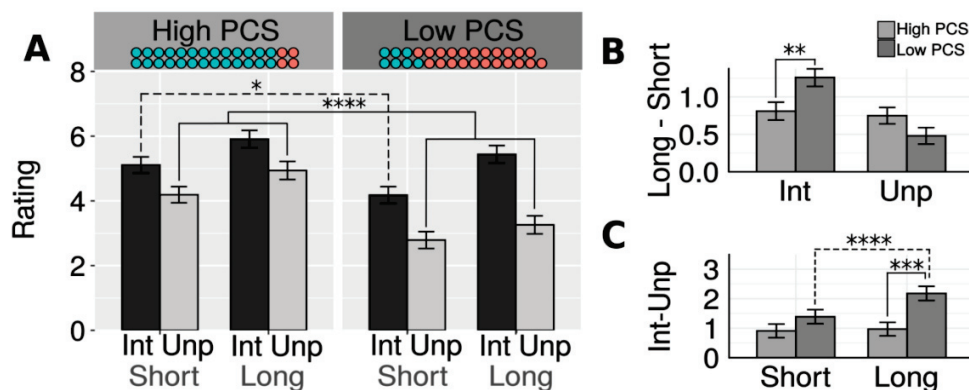 A
High PCS
Low PCS
Rating
8
6
4
2
0
*
****
Int Unp
Int Unp
Int Unp
Int Unp
Short
Long
Short
Long
B
High PCS
Low PCS
Long - Short
1.0
0.5
0.0
**
Int
Unp
C
Int-Unp
3
2
1
0
****
***
Short
Long